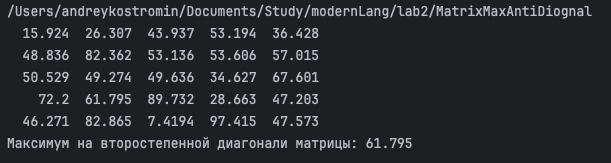 /Users/andreykostromin/Documents/Study/modernLang/lab2/MatrixMaxAntiDiognal
15.924 26.307 43.937 53.194 36.428
48.836 82.362 53.136 53.606 57.015
50.529 49.274 49.636 34.627 67.601
72.2 61.795 89.732 28.663 47.203
46.271 82.865 7.4194 97.415 47.573
Максимум на второстепенной диагонали матрицы: 61.795